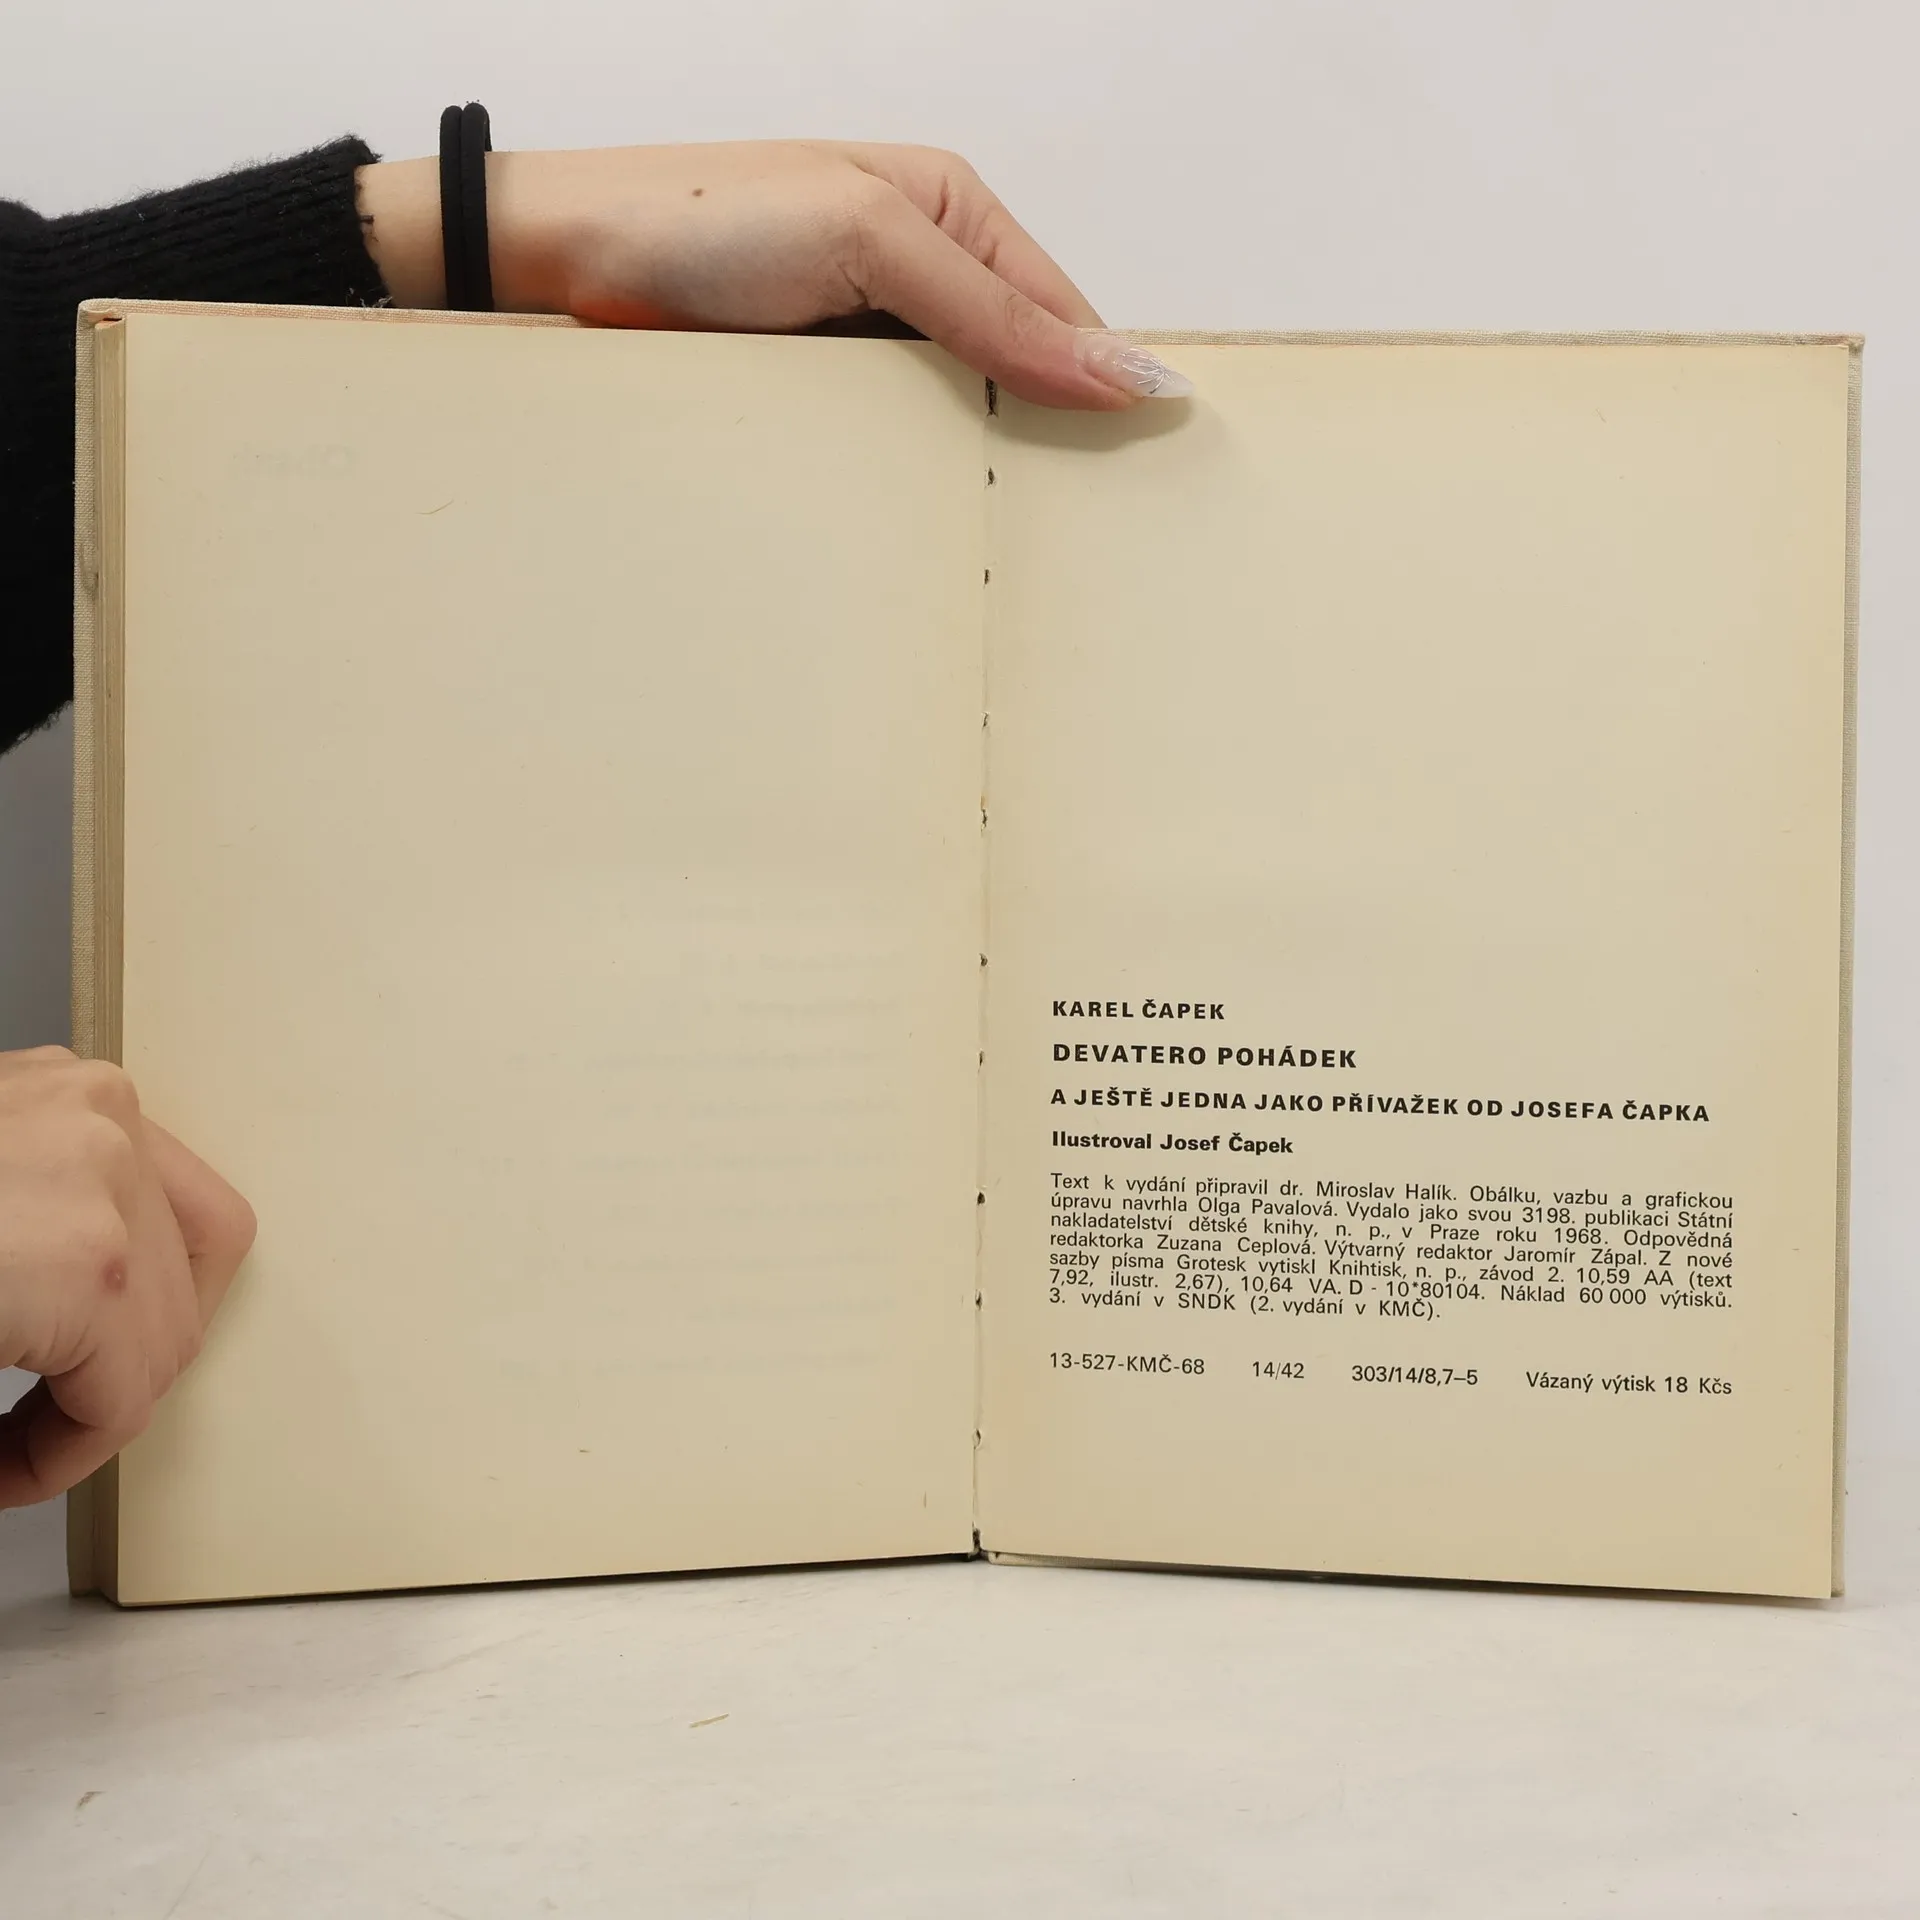 KAREL ČAPEK
DEVATERO POHÁDEK
A JEŠTĚ JEDNA JAKO PŘÍVAŽEK OD JOSEFA ČAPKA
Ilustroval Josef Čapek
Text k vydání připravil dr. Miroslav Halík. Obálku, vazbu a grafickou
úpravu navrhla Olga Pavalová. Vydalo jako svou 3198. publikaci Státní
nakladatelství dětské knihy, n. p., v Praze roku 1968. Odpovědná
redaktorka Zuzana Ceplová. Výtvarný redaktor Jaromír Zápal. Z nové
sazby písma Grotesk vytiskl Knihtisk, n. p., závod 2. 10,59 AA (text
7,92, ilustr. 2,67), 10,64 VA. D - 10*80104. Náklad 60 000 výtisků.
3. vydání v SNDK (2. vydání v KMČ).
13-527-KMČ-68 14/42 303/14/8,7–5 Vázaný výtisk 18 Kčs